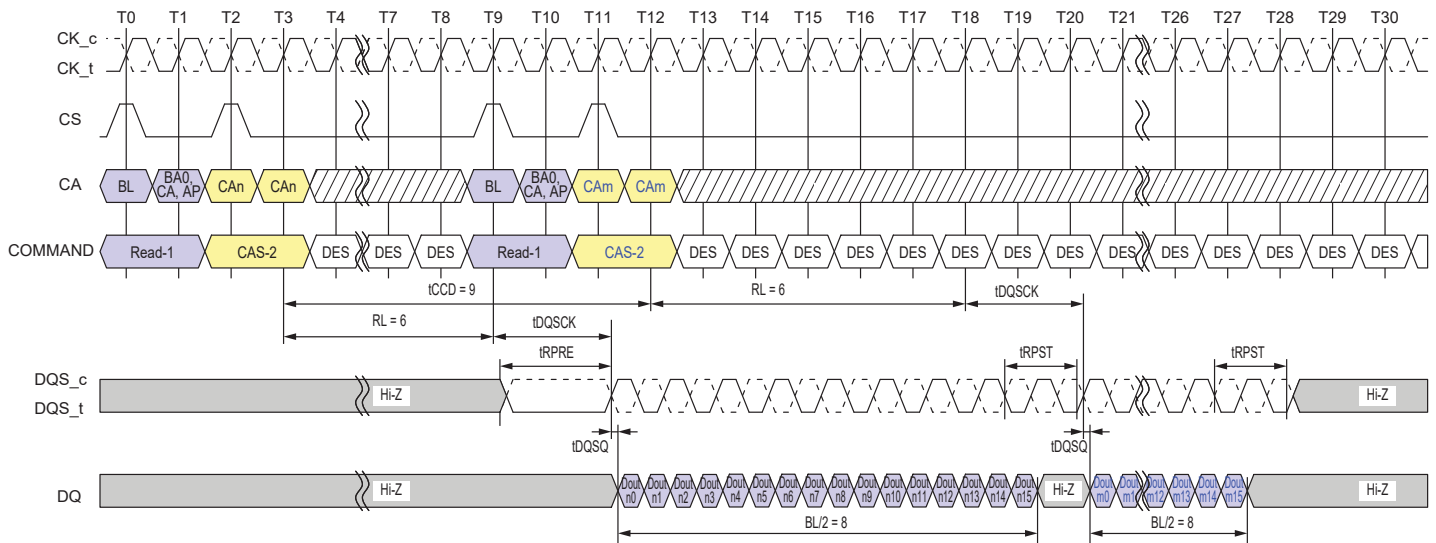 T0 T1 T2 T3 T4 T7 T8 T9 T10 T11 T12 T13 T14 T15 T16 T17 T18 T19 T20 T21 T26 T27 T28 T29 T30
CK_c
CK_t
CS
CA BL BA0, CA, AP CAn CAn BL BA0, CA, AP CAm CAm
COMMAND Read-1 CAS-2 DES DES DES Read-1 CAS-2 DES DES DES DES DES DES DES DES DES DES DES DES DES DES
tCCD = 9 RL = 6 tDQSCK
RL = 6 tDQSCK
tRPRE tRPST tRPST
DQS_c
DQS_t
Hi-Z Hi-Z
tDQSQ tDQSQ
DQ Hi-Z Dout n0 Dout n1 Dout n2 Dout n3 Dout n4 Dout n5 Dout n6 Dout n7 Dout n8 Dout n9 Dout n10 Dout n11 Dout n12 Dout n13 Dout n14 Dout n15 Hi-Z Dout m0 Dout m1 Dout m12 Dout m13 Dout m14 Dout m15 Hi-Z
BL/2 = 8 BL/2 = 8